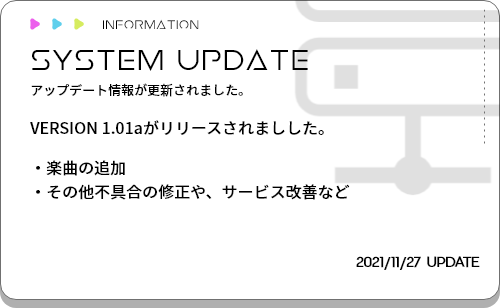 INFORMATION
SYSTEM UPDATE
アップデート情報が更新されました。
VERSION 1.01aがリリースされましした。
・楽曲の追加
・その他不具合の修正や、サービス改善など
2021/11/27 UPDATE